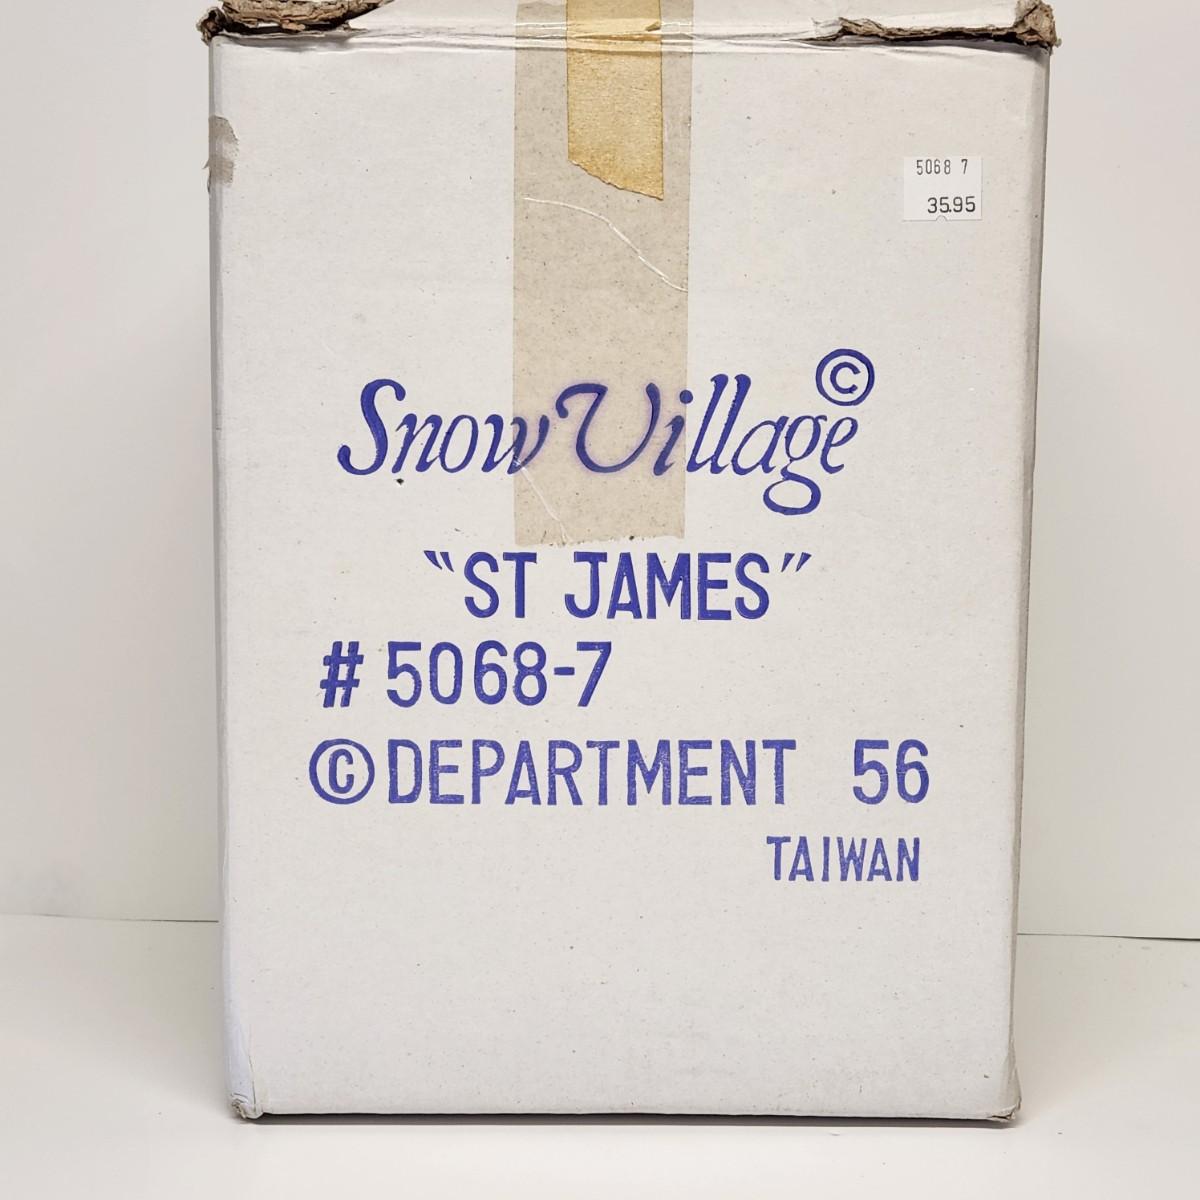 5068 7
35.95
Snow Village ©
“ST JAMES”
# 5068-7
© DEPARTMENT 56
TAIWAN